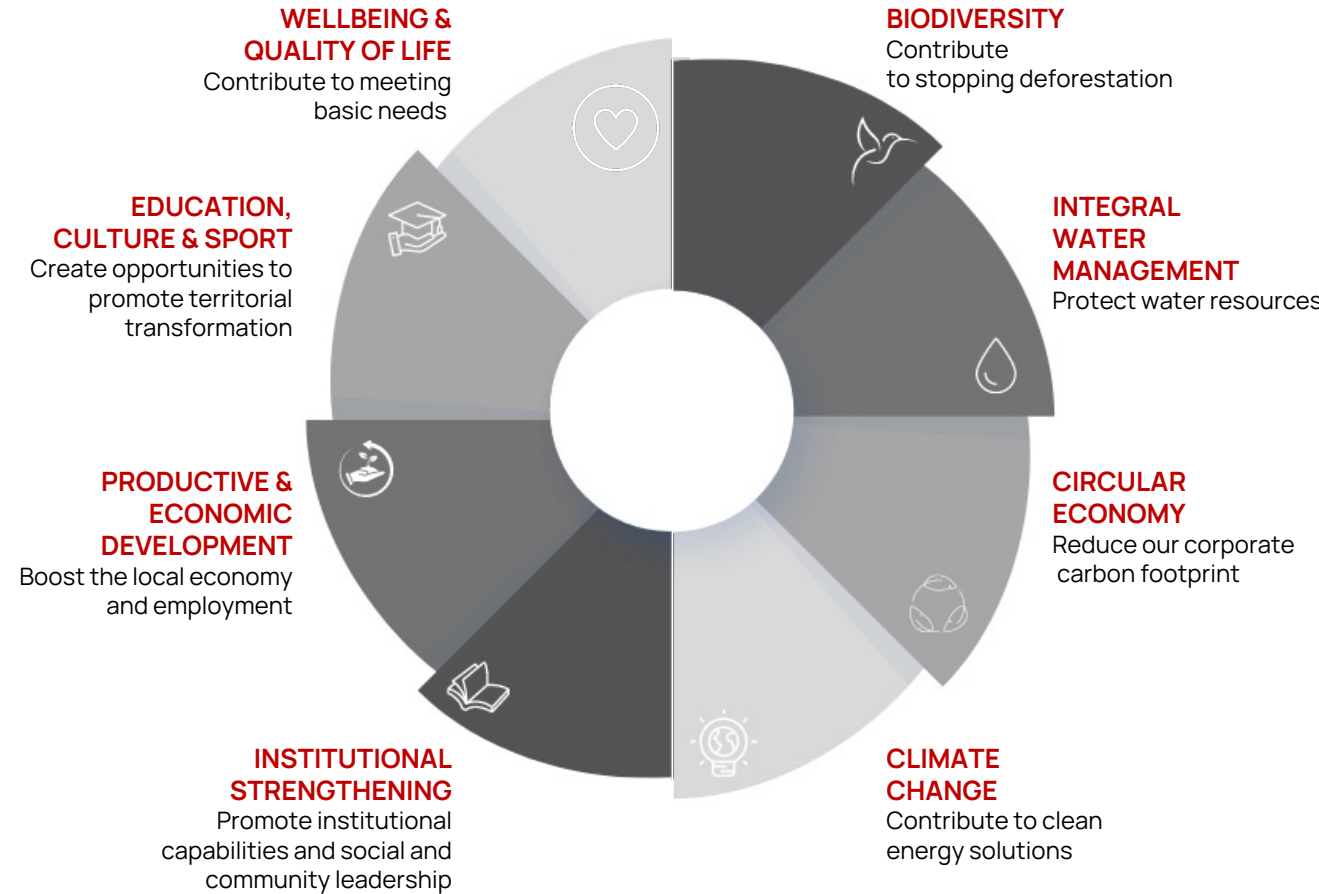 WELLBEING &
QUALITY OF LIFE
Contribute to meeting
basic needs
BIODIVERSITY
Contribute
to stopping deforestation
EDUCATION,
CULTURE & SPORT
Create opportunities to
promote territorial
transformation
INTEGRAL
WATER
MANAGEMENT
Protect water resources
PRODUCTIVE &
ECONOMIC
DEVELOPMENT
Boost the local economy
and employment
CIRCULAR
ECONOMY
Reduce our corporate
carbon footprint
INSTITUTIONAL
STRENGTHENING
Promote institutional
capabilities and social and
community leadership
CLIMATE
CHANGE
Contribute to clean
energy solutions